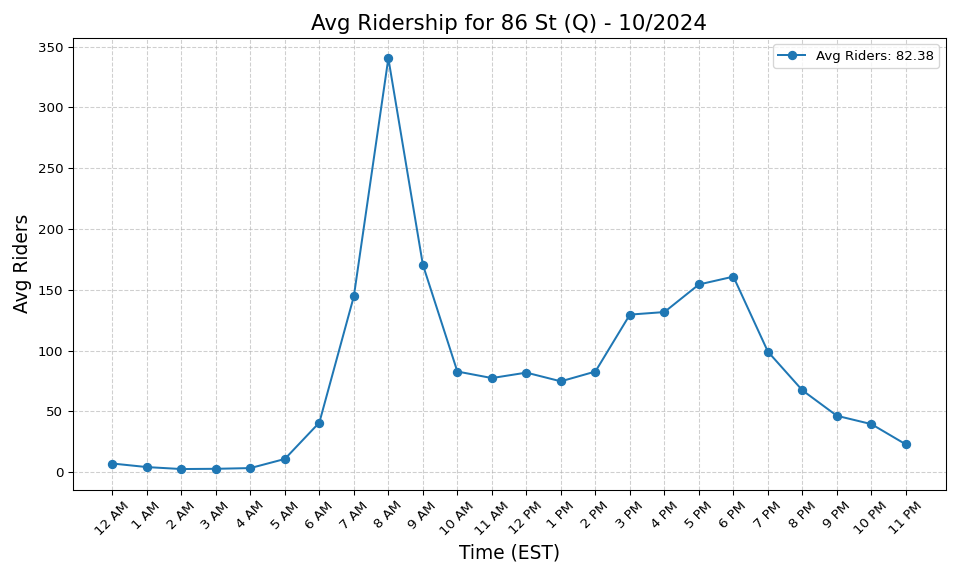 Avg Ridership for 86 St (Q) - 10/2024
Avg Riders: 82.38
Avg Riders
350
300
250
200
150
100
50
0
12 AM
1 AM
2 AM
3 AM
4 AM
5 AM
6 AM
7 AM
8 AM
9 AM
10 AM
11 AM
12 PM
1 PM
2 PM
3 PM
4 PM
5 PM
6 PM
7 PM
8 PM
9 PM
10 PM
11 PM
Time (EST)